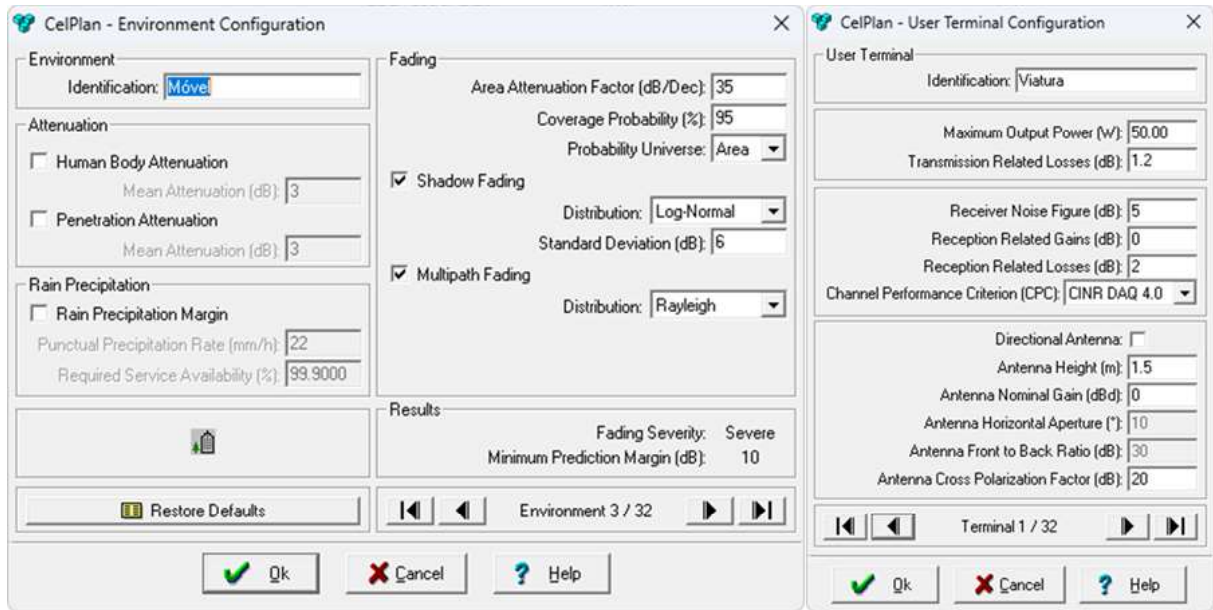 CelPlan - Environment Configuration
Environment
Identification: Móvel
Attenuation
Human Body Attenuation
Mean Attenuation (dB): 3
Penetration Attenuation
Mean Attenuation (dB): 3
Rain Precipitation
Rain Precipitation Margin
Punctual Precipitation Rate (mm/h): 22
Required Service Availability (%): 99.9000
Restore Defaults
Fading
Area Attenuation Factor (dB/Dec): 35
Coverage Probability (%): 95
Probability Universe: Area
Shadow Fading
Distribution: Log-Normal
Standard Deviation (dB): 6
Multipath Fading
Distribution: Rayleigh
Results
Fading Severity: Severe
Minimum Prediction Margin (dB): 10
Environment 3 / 32
Ok Cancel Help
CelPlan - User Terminal Configuration
User Terminal
Identification: Viatura
Maximum Output Power (W): 50.00
Transmission Related Losses (dB): 1.2
Receiver Noise Figure (dB): 5
Reception Related Gains (dB): 0
Reception Related Losses (dB): 2
Channel Performance Criterion (CPC): CINR DAQ 4.0
Directional Antenna:
Antenna Height (m): 1.5
Antenna Nominal Gain (dBd): 0
Antenna Horizontal Aperture (°): 10
Antenna Front to Back Ratio (dB): 30
Antenna Cross Polarization Factor (dB): 20
Terminal 1 / 32
Ok Cancel Help